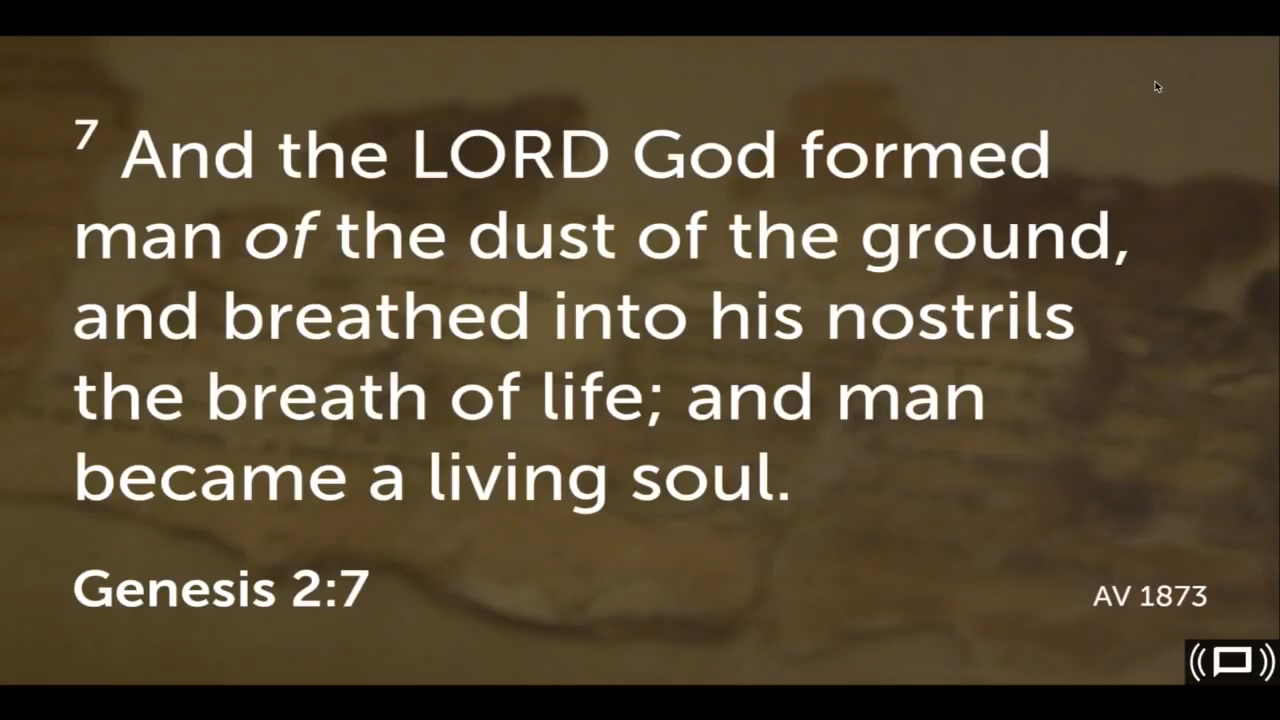 7 And the LORD God formed
man of the dust of the ground,
and breathed into his nostrils
the breath of life; and man
became a living soul.
Genesis 2:7
AV 1873